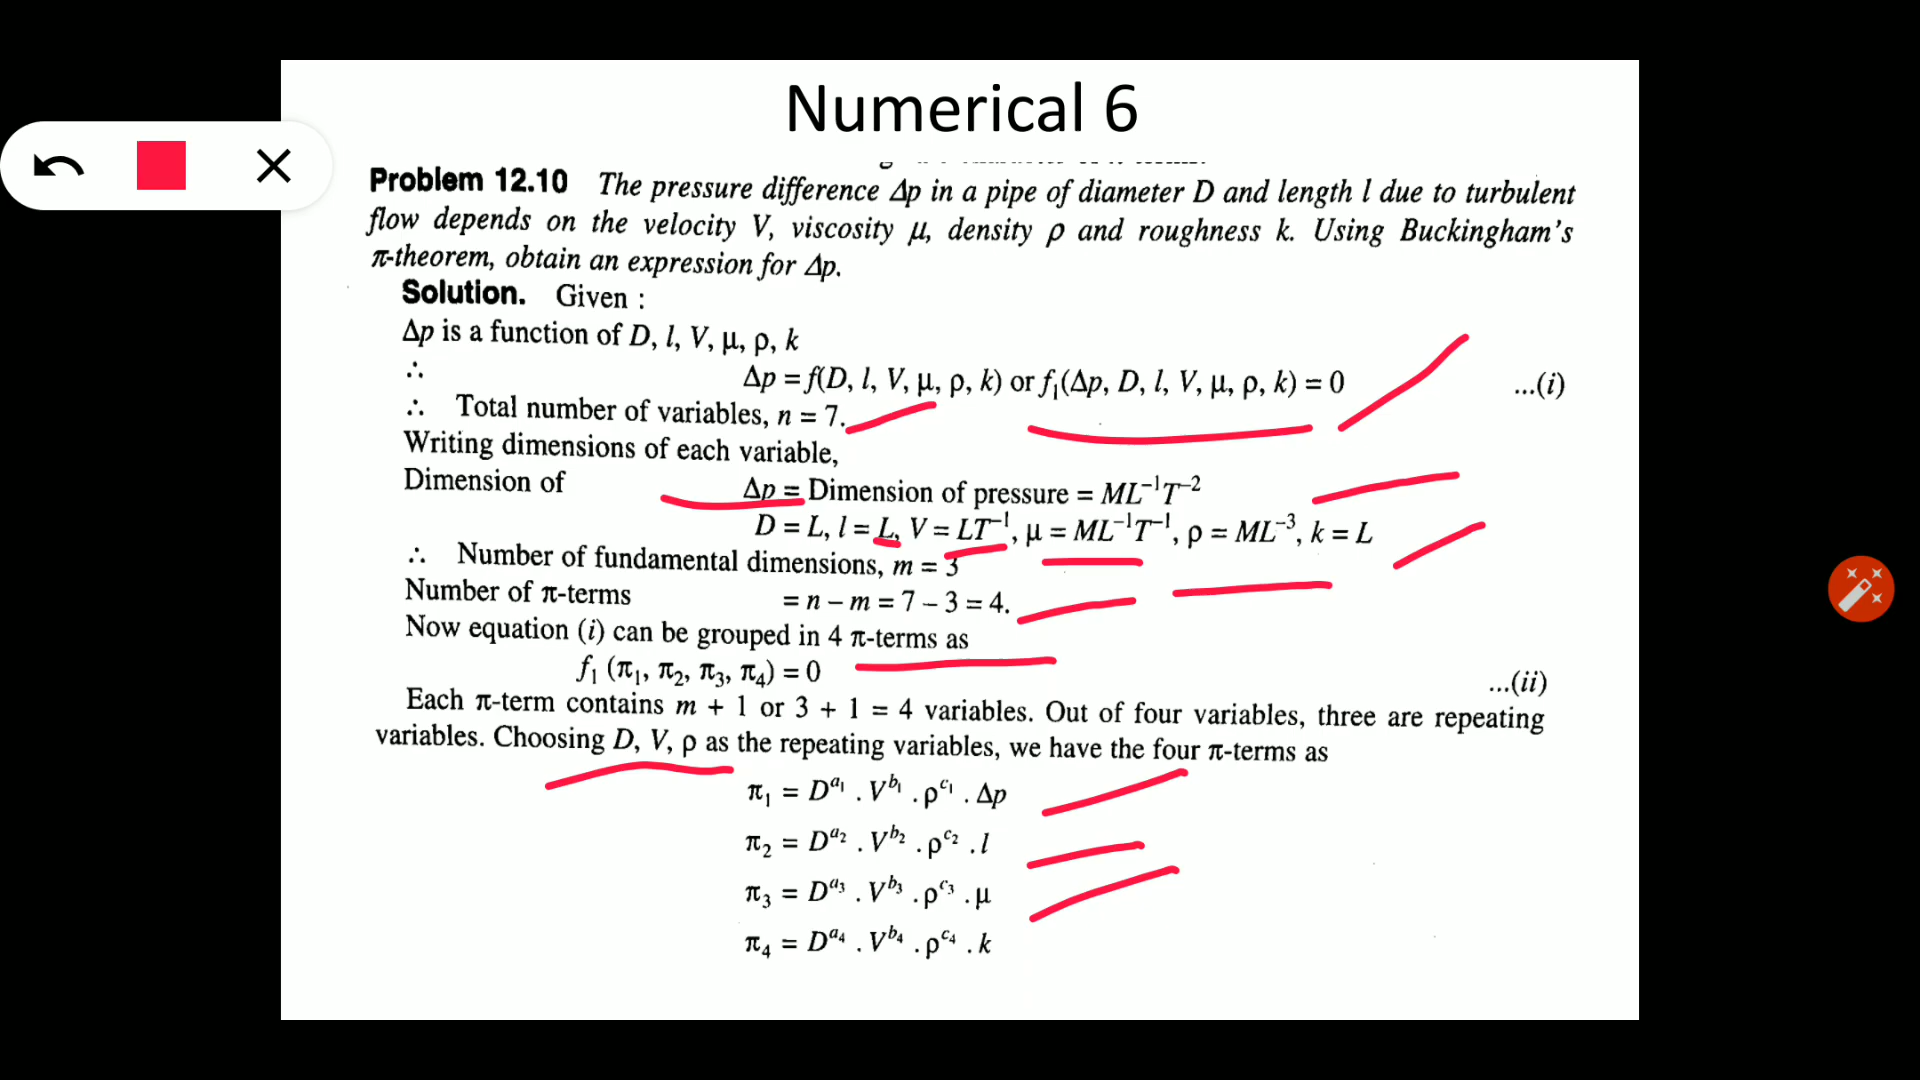 Numerical 6
Problem 12.10 The pressure difference Δp in a pipe of diameter D and length l due to turbulent
flow depends on the velocity V, viscosity μ, density ρ and roughness k. Using Buckingham's
π-theorem, obtain an expression for Δp.
Solution. Given :
Δp is a function of D, l, V, μ, ρ, k
∴ Δp = f(D, l, V, μ, ρ, k) or f₁(Δp, D, l, V, μ, ρ, k) = 0 ...(i)
∴ Total number of variables, n = 7.
Writing dimensions of each variable,
Dimension of Δp = Dimension of pressure = ML⁻¹T⁻²
D = L, l = L, V = LT⁻¹, μ = ML⁻¹T⁻¹, ρ = ML⁻³, k = L
∴ Number of fundamental dimensions, m = 3
Number of π-terms = n – m = 7 – 3 = 4.
Now equation (i) can be grouped in 4 π-terms as
f₁ (π₁, π₂, π₃, π₄) = 0 ...(ii)
Each π-term contains m + 1 or 3 + 1 = 4 variables. Out of four variables, three are repeating
variables. Choosing D, V, ρ as the repeating variables, we have the four π-terms as
π₁ = D^a₁ . V^b₁ . ρ^c₁ . Δp
π₂ = D^a₂ . V^b₂ . ρ^c₂ . l
π₃ = D^a₃ . V^b₃ . ρ^c₃ . μ
π₄ = D^a₄ . V^b₄ . ρ^c₄ . k